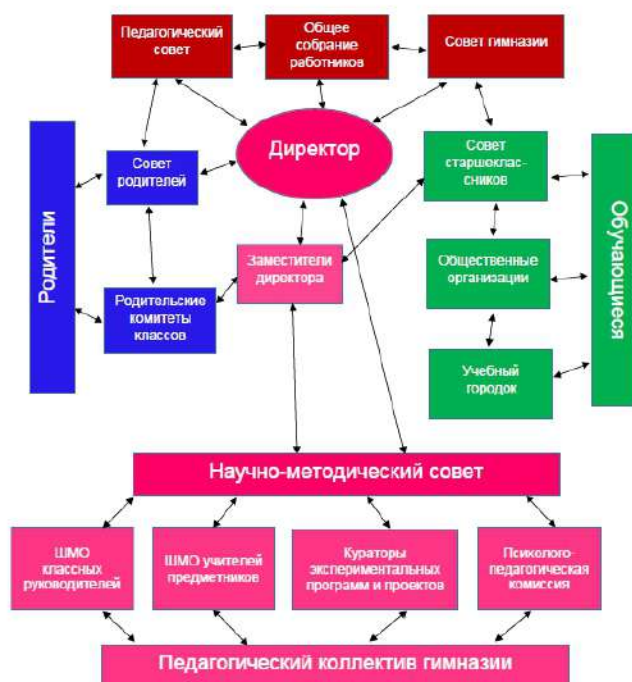 Педагогический
совет
Общее
собрание
работников
Совет гимназии
Директор
Родители
Совет
родителей
Совет
старшеклас-
сников
Обучающиеся
Заместители
директора
Общественные
организации
Родительские
комитеты
классов
Учебный
городок
Научно-методический совет
ШМО
классных
руководителей
ШМО учителей
предметников
Кураторы
экспериментальных
программ и проектов
Психолого-
педагогическая
комиссия
Педагогический коллектив гимназии